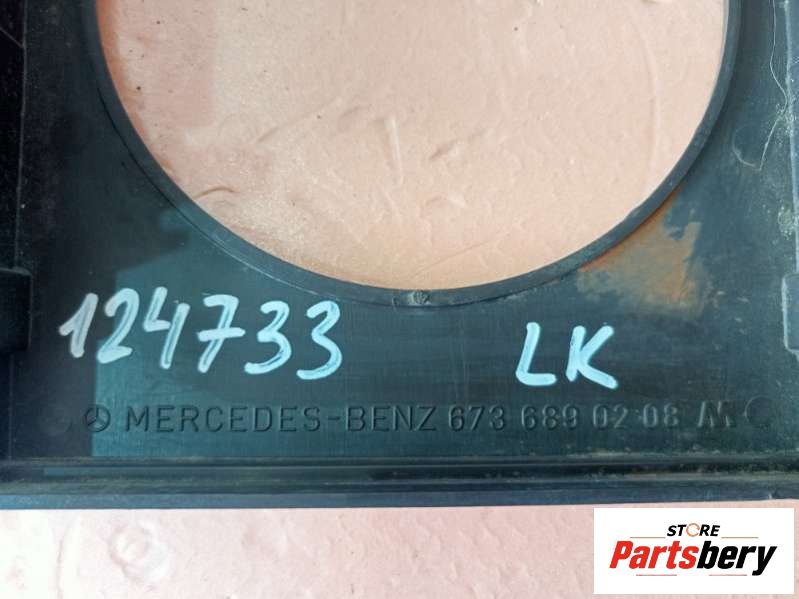 124733 LK
MERCEDES-BENZ 673 689 02 08
STORE
Partsbery